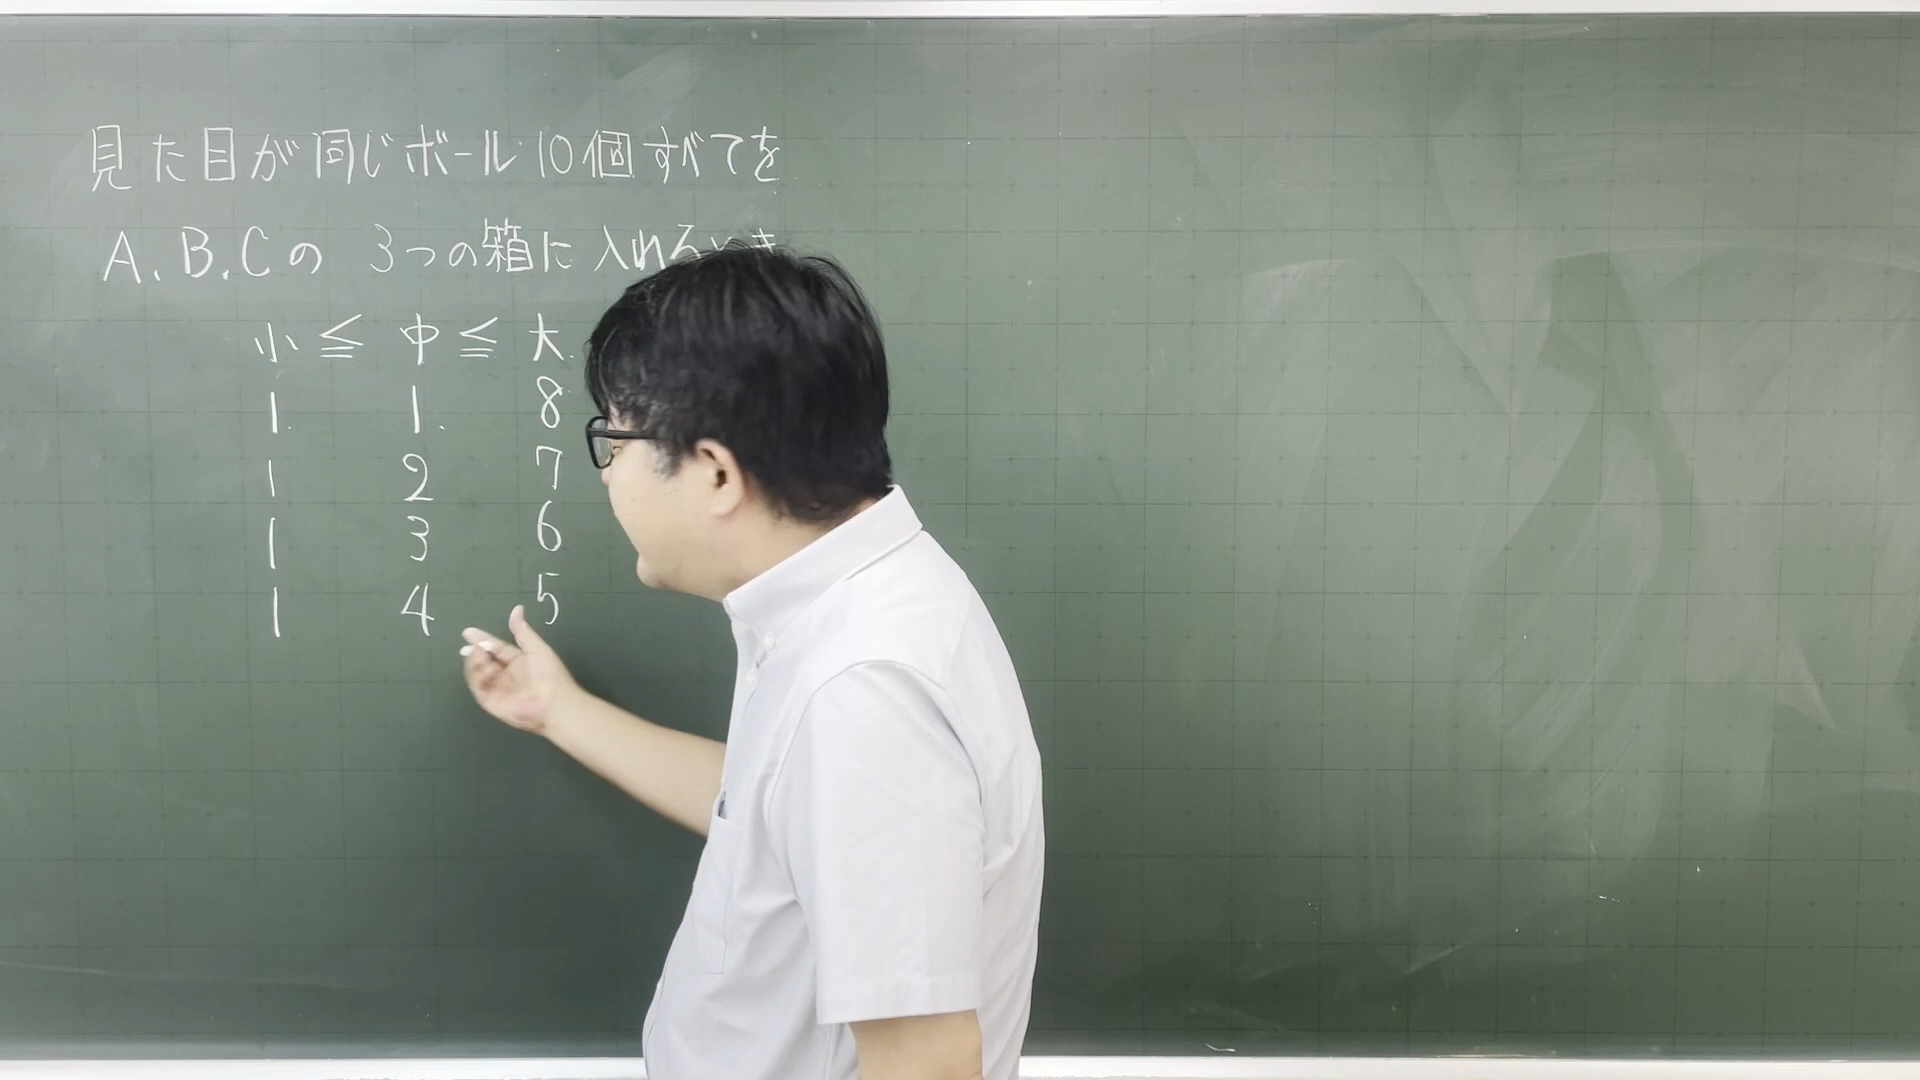 見た目が同じボール10個すべてを
A.B.Cの 3つの箱に入れる
小 ≦ 中 ≦ 大.
1. 1. 8
1 2 7
1 3 6
1 4 5